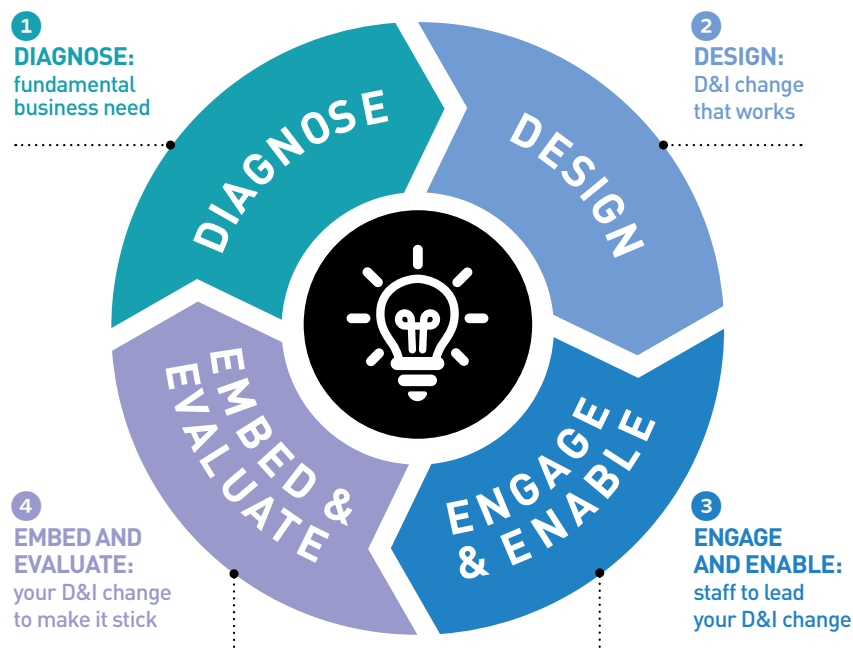 1
DIAGNOSE:
fundamental
business need
2
DESIGN:
D&I change
that works
DIAGNOSE
DESIGN
EMBED &
EVALUATE
ENGAGE
& ENABLE
4
EMBED AND
EVALUATE:
your D&I change
to make it stick
3
ENGAGE
AND ENABLE:
staff to lead
your D&I change